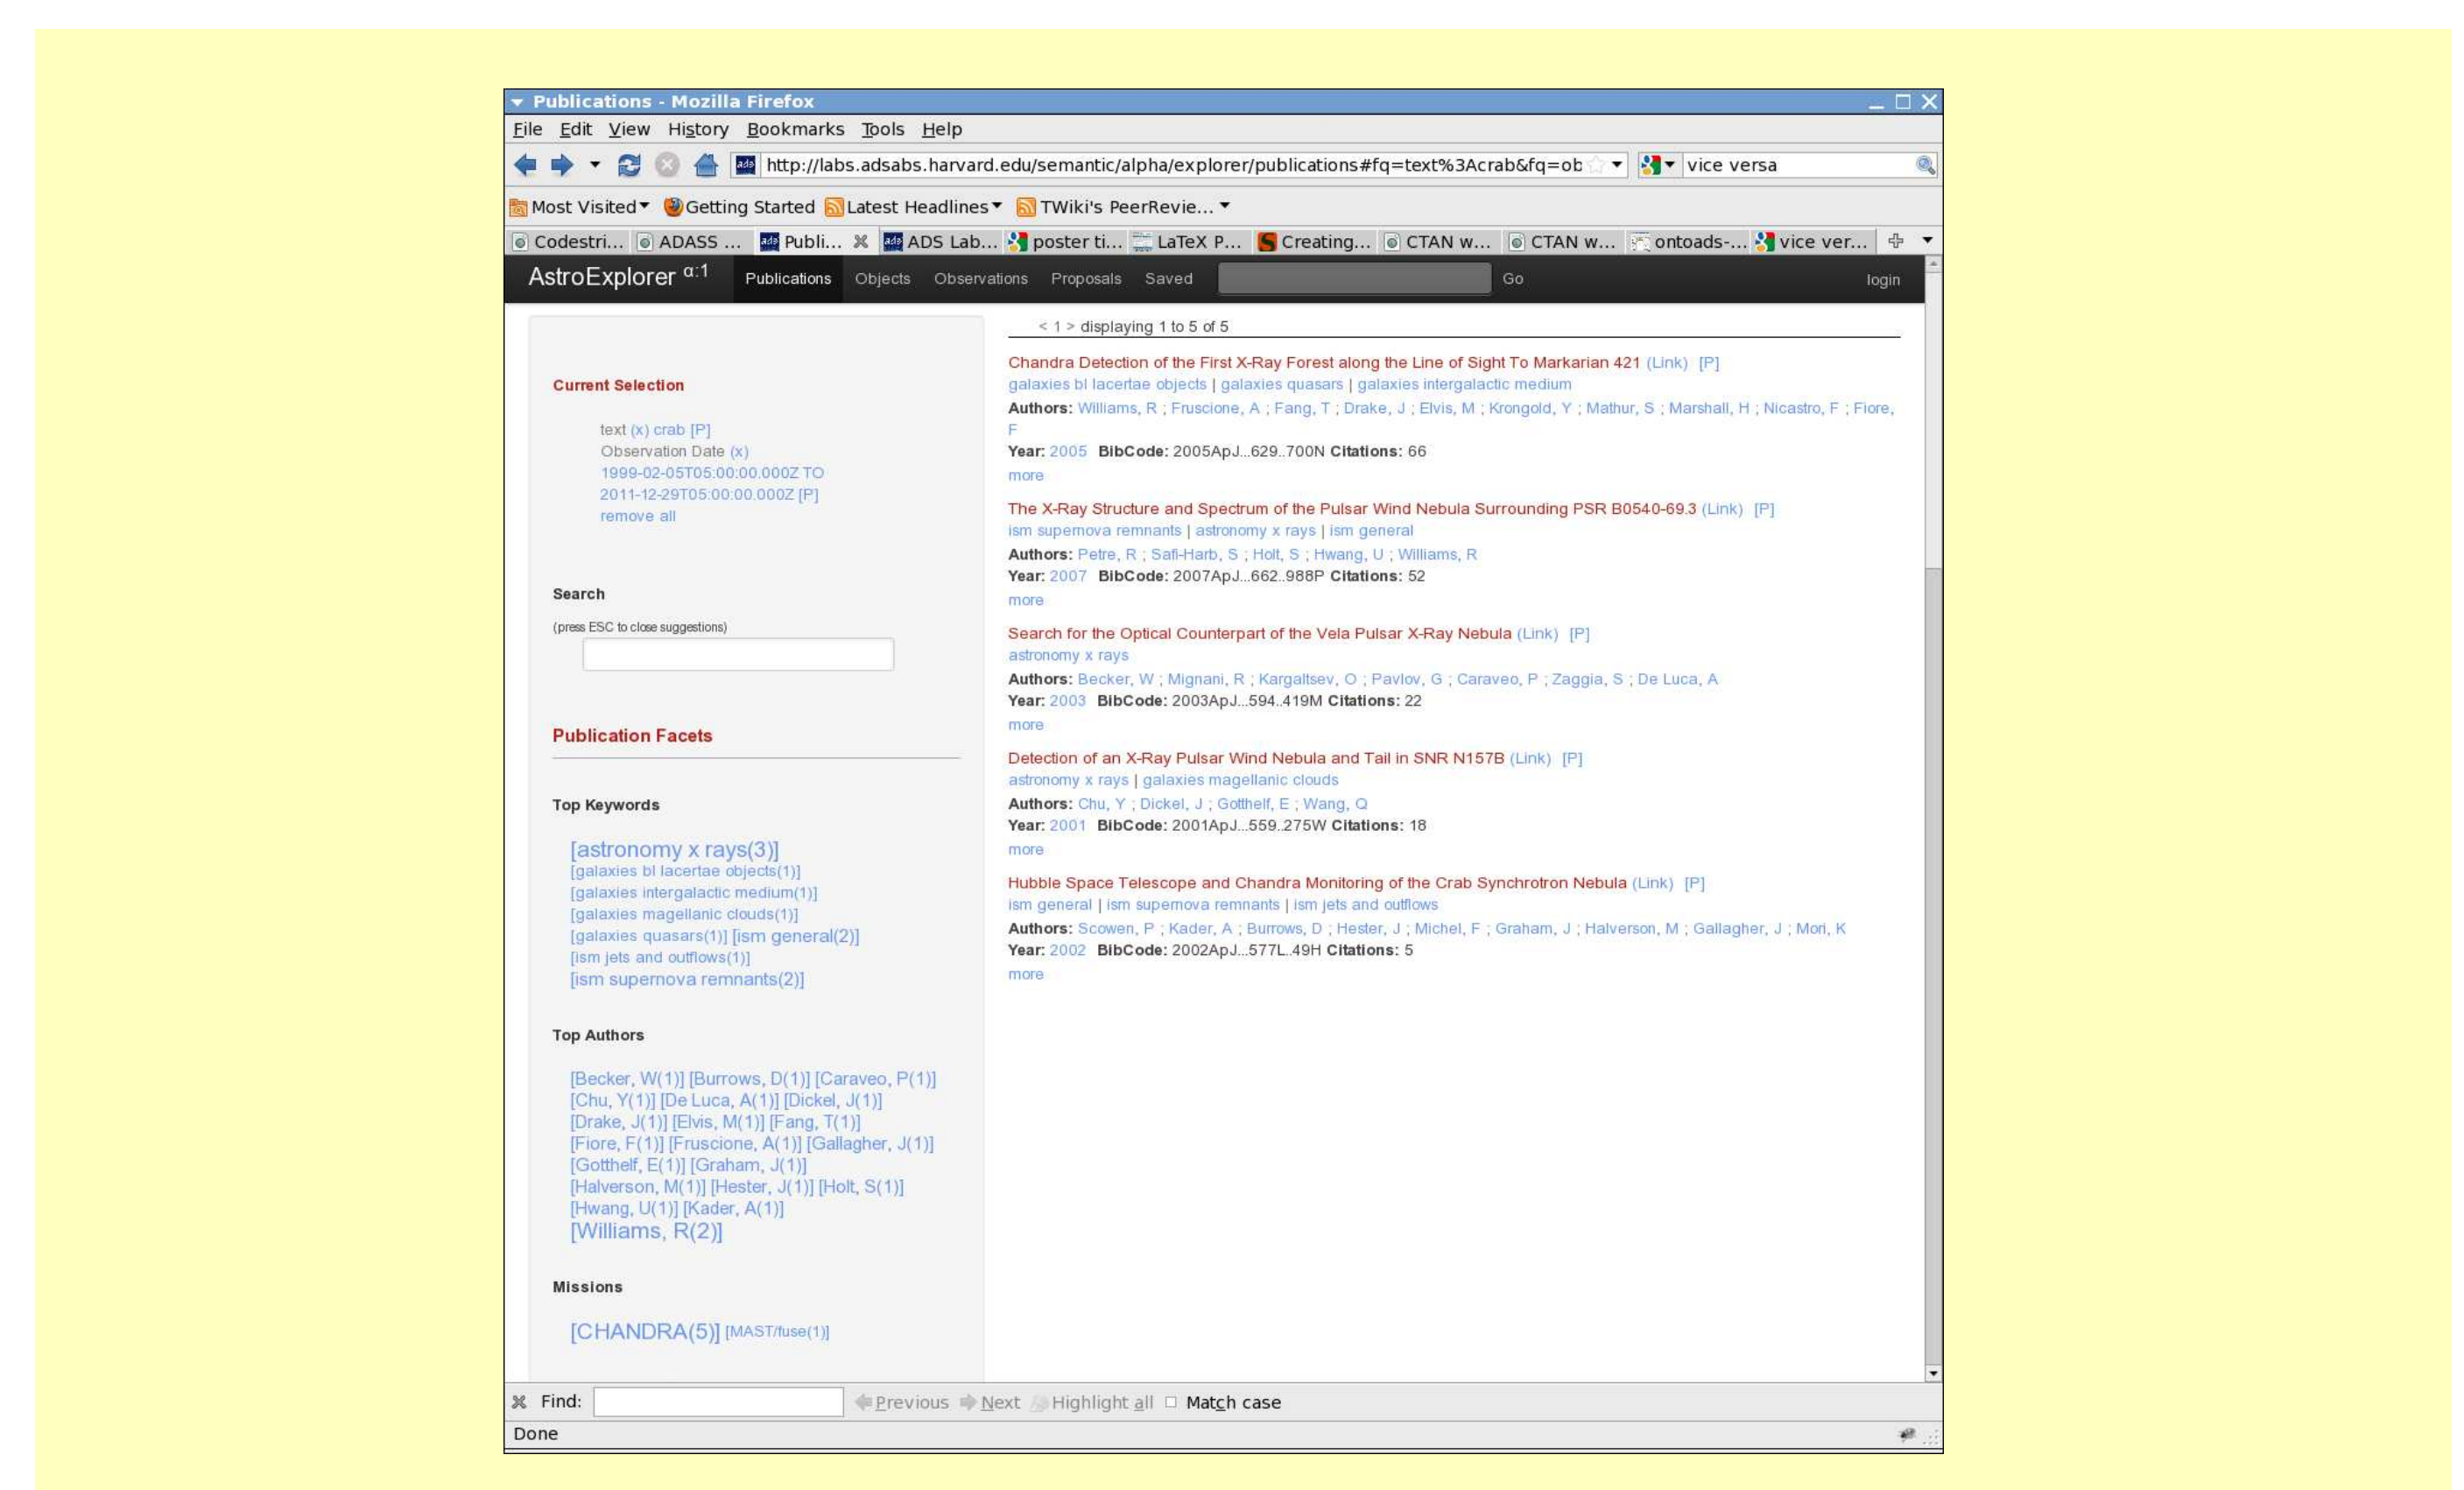 Publications - Mozilla Firefox
File Edit View History Bookmarks Tools Help
http://labs.adsabs.harvard.edu/semantic/alpha/explorer/publications#fq=text%3Acrab&fq=ob
vice versa
Most Visited Getting Started Latest Headlines TWiki's PeerRevie...
Codestri... ADASS ... Publi... ADS Lab... poster ti... LaTeX P... Creating... CTAN w... CTAN w... ontoads-... vice ver...
AstroExplorer α:1 Publications Objects Observations Proposals Saved Go login
Current Selection
text (x) crab [P]
Observation Date (x)
1999-02-05T05:00:00.000Z TO
2011-12-29T05:00:00.000Z [P]
remove all
Search
(press ESC to close suggestions)
Publication Facets
Top Keywords
[astronomy x rays(3)]
[galaxies bl lacertae objects(1)]
[galaxies intergalactic medium(1)]
[galaxies magellanic clouds(1)]
[galaxies quasars(1)] [ism general(2)]
[ism jets and outflows(1)]
[ism supernova remnants(2)]
Top Authors
[Becker, W(1)] [Burrows, D(1)] [Caraveo, P(1)]
[Chu, Y(1)] [De Luca, A(1)] [Dickel, J(1)]
[Drake, J(1)] [Elvis, M(1)] [Fang, T(1)]
[Fiore, F(1)] [Fruscione, A(1)] [Gallagher, J(1)]
[Gotthelf, E(1)] [Graham, J(1)]
[Halverson, M(1)] [Hester, J(1)] [Holt, S(1)]
[Hwang, U(1)] [Kader, A(1)]
[Williams, R(2)]
Missions
[CHANDRA(5)] [MAST/fuse(1)]
< 1 > displaying 1 to 5 of 5
Chandra Detection of the First X-Ray Forest along the Line of Sight To Markarian 421 (Link) [P]
galaxies bl lacertae objects | galaxies quasars | galaxies intergalactic medium
Authors: Williams, R ; Fruscione, A ; Fang, T ; Drake, J ; Elvis, M ; Krongold, Y ; Mathur, S ; Marshall, H ; Nicastro, F ; Fiore,
F
Year: 2005 BibCode: 2005ApJ...629..700N Citations: 66
more
The X-Ray Structure and Spectrum of the Pulsar Wind Nebula Surrounding PSR B0540-69.3 (Link) [P]
ism supernova remnants | astronomy x rays | ism general
Authors: Petre, R ; Safi-Harb, S ; Holt, S ; Hwang, U ; Williams, R
Year: 2007 BibCode: 2007ApJ...662..988P Citations: 52
more
Search for the Optical Counterpart of the Vela Pulsar X-Ray Nebula (Link) [P]
astronomy x rays
Authors: Becker, W ; Mignani, R ; Kargaltsev, O ; Pavlov, G ; Caraveo, P ; Zaggia, S ; De Luca, A
Year: 2003 BibCode: 2003ApJ...594..419M Citations: 22
more
Detection of an X-Ray Pulsar Wind Nebula and Tail in SNR N157B (Link) [P]
astronomy x rays | galaxies magellanic clouds
Authors: Chu, Y ; Dickel, J ; Gotthelf, E ; Wang, Q
Year: 2001 BibCode: 2001ApJ...559..275W Citations: 18
more
Hubble Space Telescope and Chandra Monitoring of the Crab Synchrotron Nebula (Link) [P]
ism general | ism supernova remnants | ism jets and outflows
Authors: Scowen, P ; Kader, A ; Burrows, D ; Hester, J ; Michel, F ; Graham, J ; Halverson, M ; Gallagher, J ; Mori, K
Year: 2002 BibCode: 2002ApJ...577L..49H Citations: 5
more
Find: Previous Next Highlight all Match case
Done